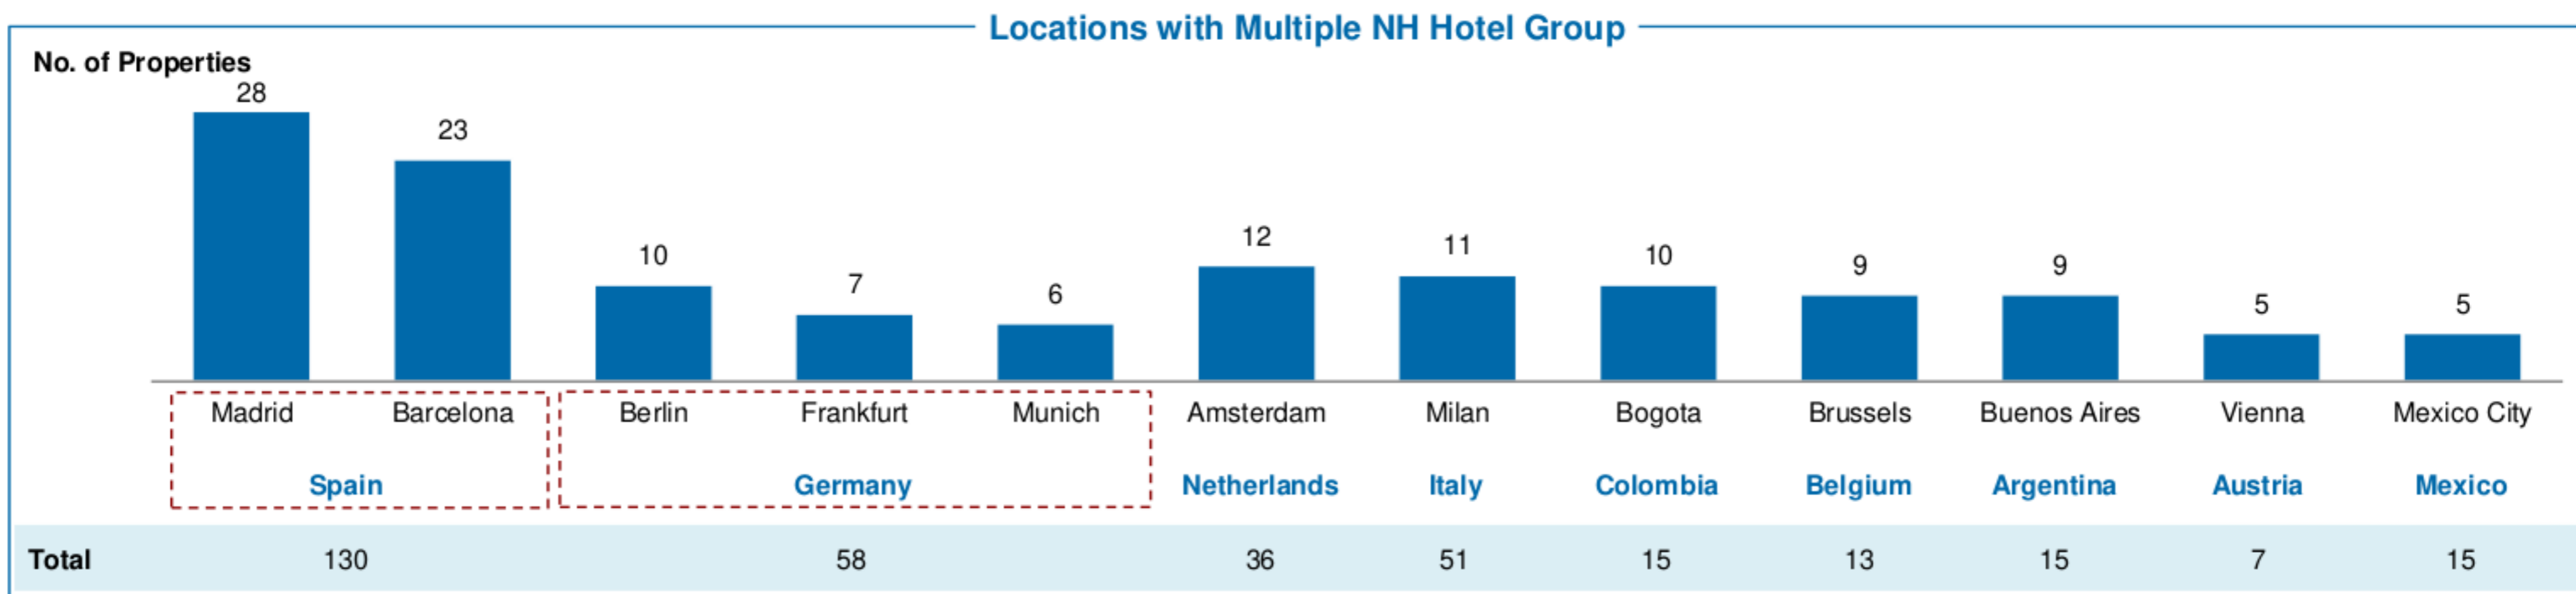 Locations with Multiple NH Hotel Group
No. of Properties
28
23
10
7
6
12
11
10
9
9
5
5
Madrid Barcelona Berlin Frankfurt Munich Amsterdam Milan Bogota Brussels Buenos Aires Vienna Mexico City
Spain Germany Netherlands Italy Colombia Belgium Argentina Austria Mexico
Total 130 58 36 51 15 13 15 7 15